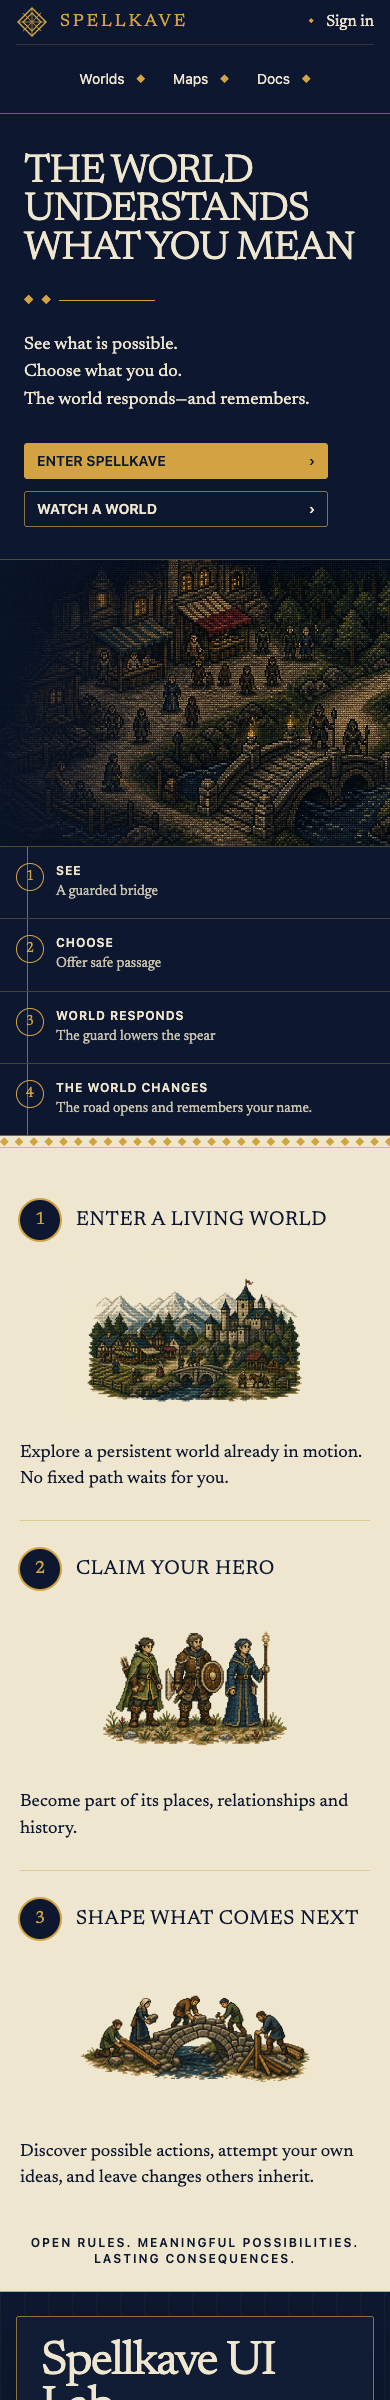 SPELLKAVE
Sign in
Worlds
Maps
Docs
THE WORLD
UNDERSTANDS
WHAT YOU MEAN
See what is possible.
Choose what you do.
The world responds—and remembers.
ENTER SPELLKAVE ›
WATCH A WORLD ›
1
SEE
A guarded bridge
2
CHOOSE
Offer safe passage
3
WORLD RESPONDS
The guard lowers the spear
4
THE WORLD CHANGES
The road opens and remembers your name.
1
ENTER A LIVING WORLD
Explore a persistent world already in motion.
No fixed path waits for you.
2
CLAIM YOUR HERO
Become part of its places, relationships and
history.
3
SHAPE WHAT COMES NEXT
Discover possible actions, attempt your own
ideas, and leave changes others inherit.
OPEN RULES. MEANINGFUL POSSIBILITIES.
LASTING CONSEQUENCES.
Spellkave UI
Lab